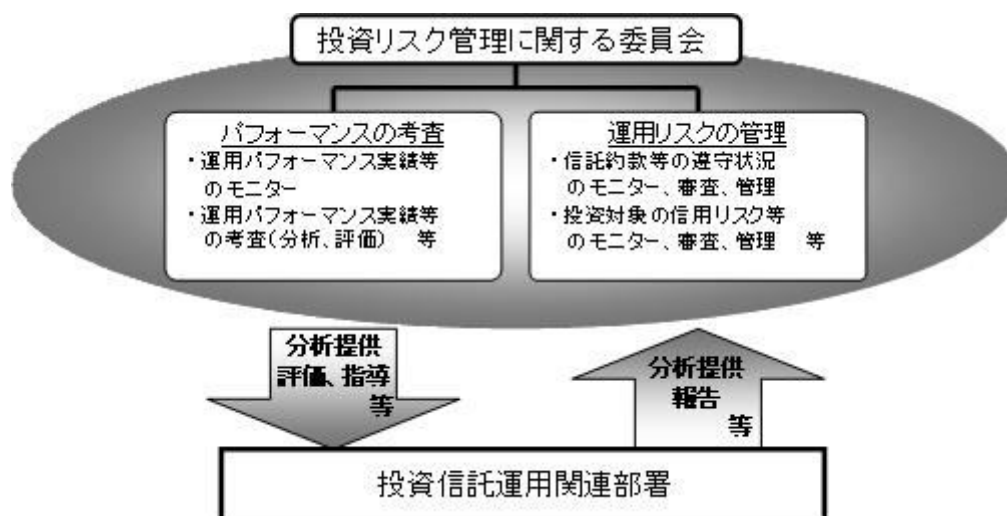 投資リスク管理に関する委員会
パフォーマンスの考査
・運用パフォーマンス実績等
のモニター
・運用パフォーマンス実績等
の考査(分析、評価) 等
運用リスクの管理
・信託約款等の遵守状況
のモニター、審査、管理
・投資対象の信用リスク等
のモニター、審査、管理 等
分析提供
評価、指導
等
分析提供
報告
等
投資信託運用関連部署